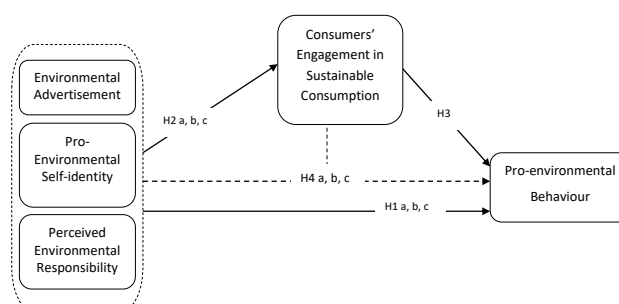 Environmental
Advertisement
Pro-
Environmental
Self-identity
Perceived
Environmental
Responsibility
H2 a, b, c
Consumers'
Engagement in
Sustainable
Consumption
H3
H4 a, b, c
H1 a, b, c
Pro-environmental
Behaviour